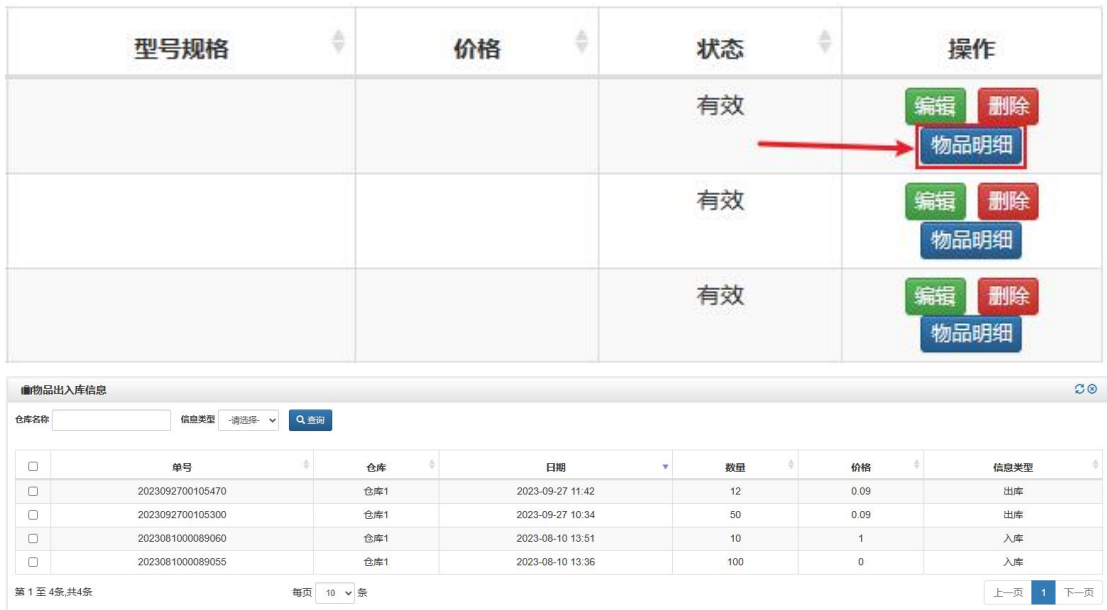 型号规格 价格 状态 操作
有效 编辑 删除
物品明细
有效 编辑 删除
物品明细
有效 编辑 删除
物品明细
物品出入库信息
仓库名称 信息类型 -请选择- 查询
单号 仓库 日期 数量 价格 信息类型
2023092700105470 仓库1 2023-09-27 11:42 12 0.09 出库
2023092700105300 仓库1 2023-09-27 10:34 50 0.09 出库
2023081000089060 仓库1 2023-08-10 13:51 10 1 入库
2023081000089055 仓库1 2023-08-10 13:36 100 0 入库
第 1 至 4条,共4条 每页 10 条 上一页 1 下一页